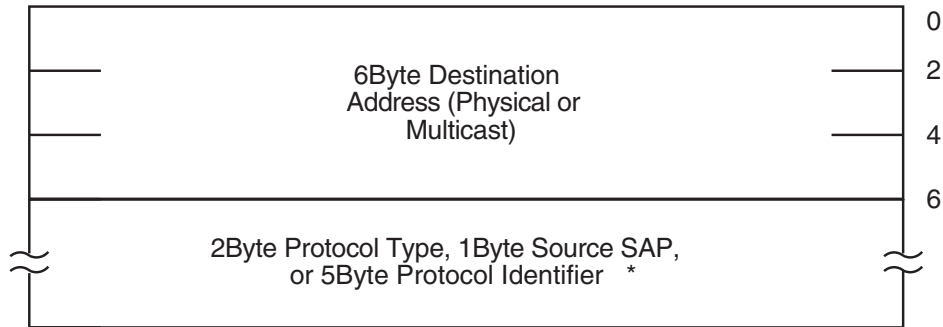 0
6Byte Destination
2
Address (Physical or
Multicast)
4
6
2Byte Protocol Type, 1Byte Source SAP,
or 5Byte Protocol Identifier *